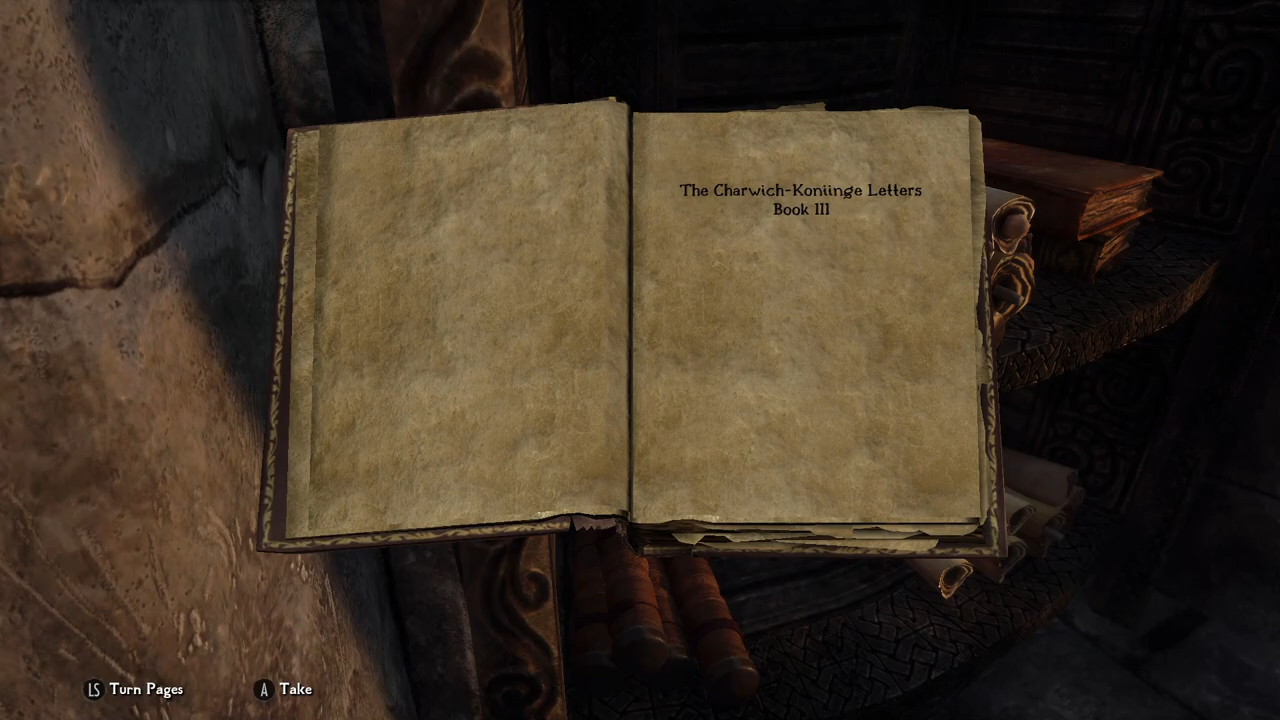 The Charwich-Koniinge Letters
Book III
LS Turn Pages
A Take